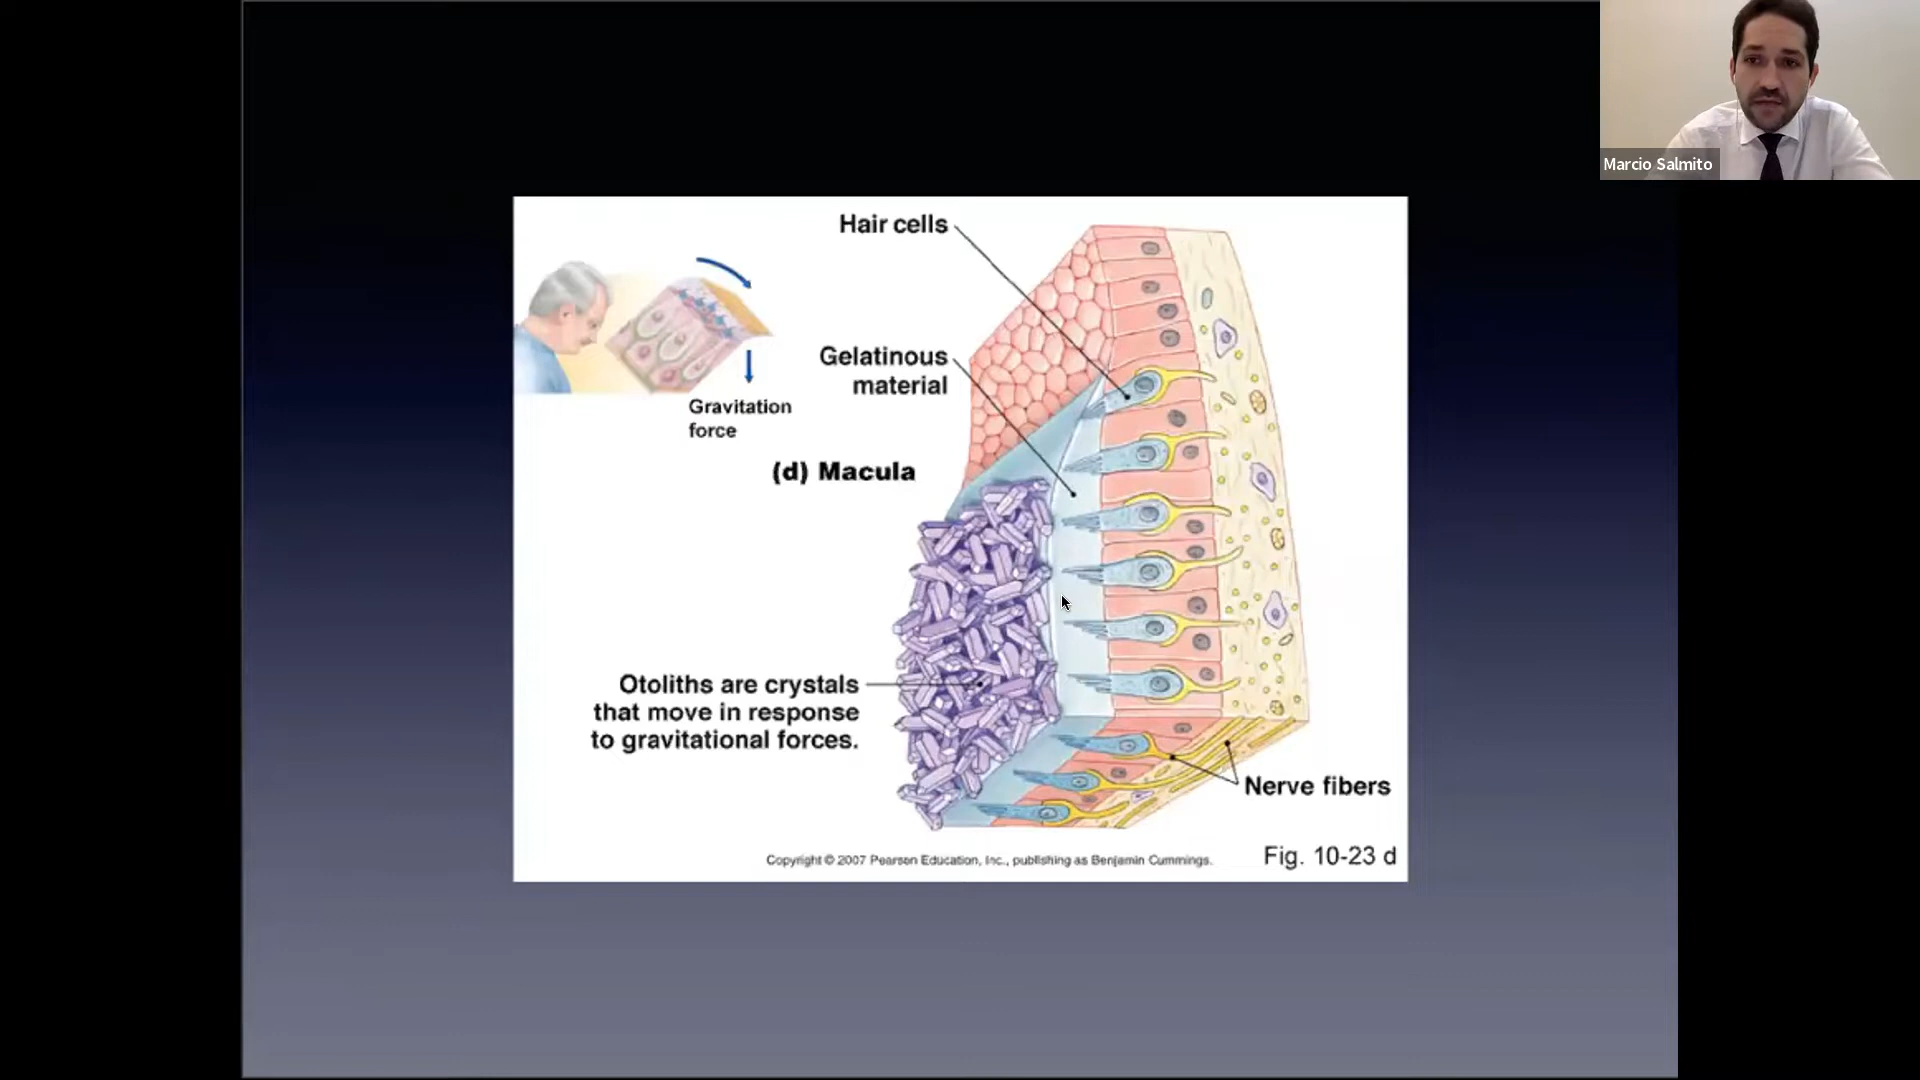 Marcio Salmito
Hair cells
Gelatinous
material
Gravitation
force
(d) Macula
Otoliths are crystals
that move in response
to gravitational forces.
Nerve fibers
Copyright © 2007 Pearson Education, Inc., publishing as Benjamin Cummings.
Fig. 10-23 d